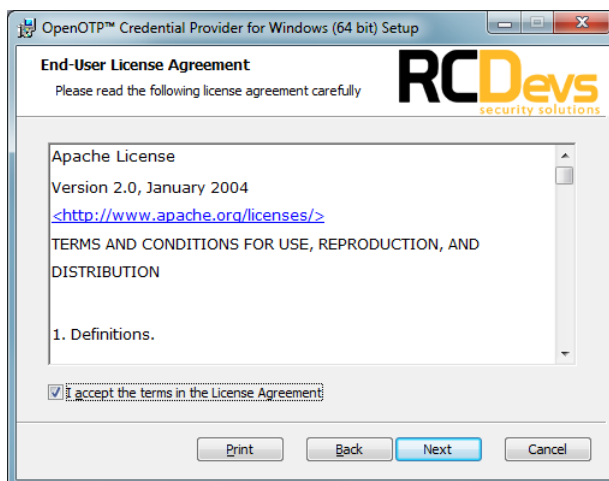 OpenOTP™ Credential Provider for Windows (64 bit) Setup
End-User License Agreement
Please read the following license agreement carefully
RCDevs
security solutions
Apache License
Version 2.0, January 2004
<http://www.apache.org/licenses/>
TERMS AND CONDITIONS FOR USE, REPRODUCTION, AND
DISTRIBUTION
1. Definitions.
I accept the terms in the License Agreement
Print Back Next Cancel